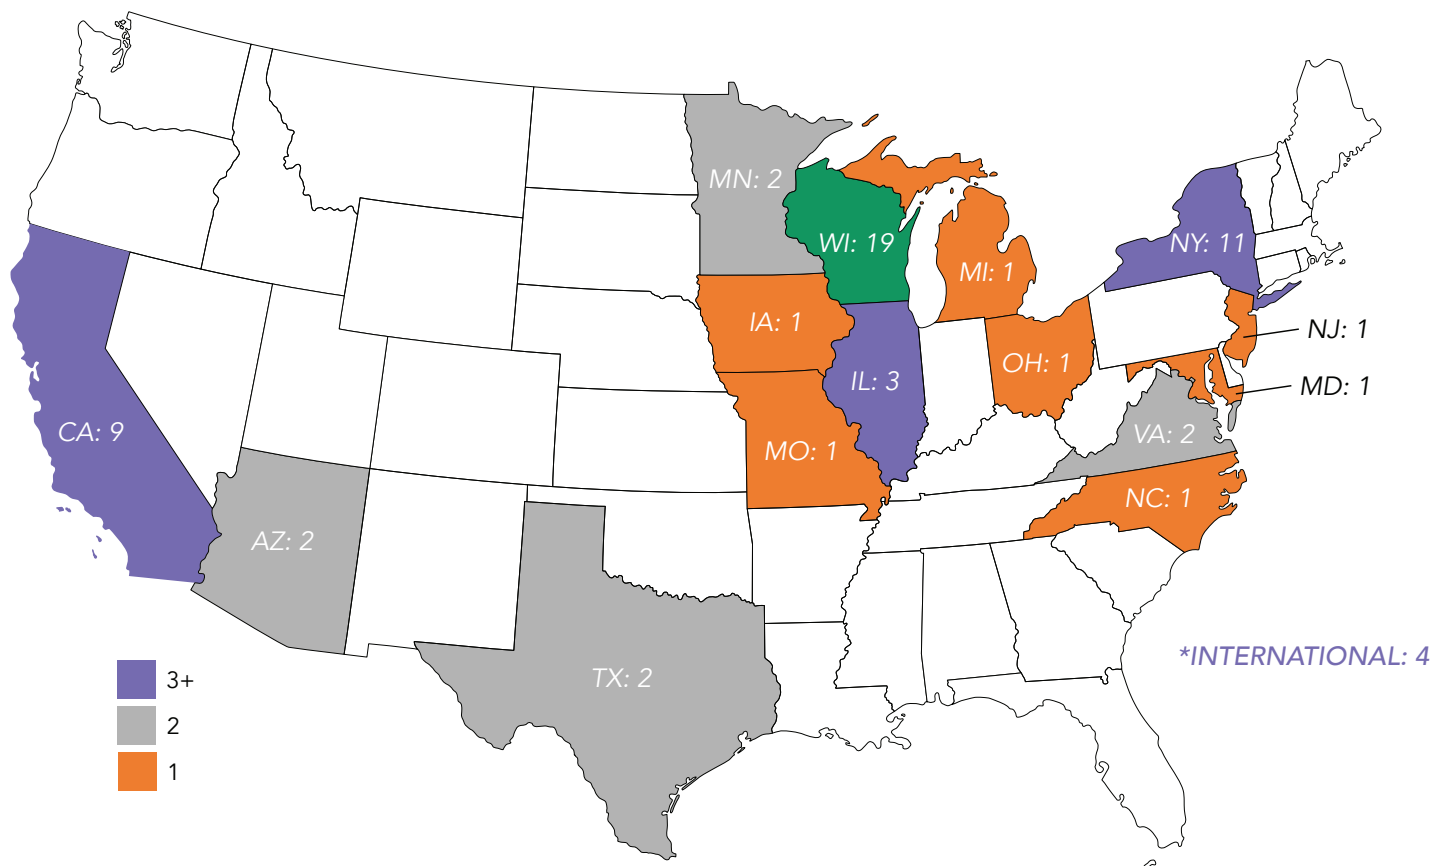 MN: 2
WI: 19
NY: 11
MI: 1
IA: 1
NJ: 1
OH: 1
IL: 3
MD: 1
CA: 9
VA: 2
MO: 1
NC: 1
AZ: 2
TX: 2
*INTERNATIONAL: 4
3+
2
1